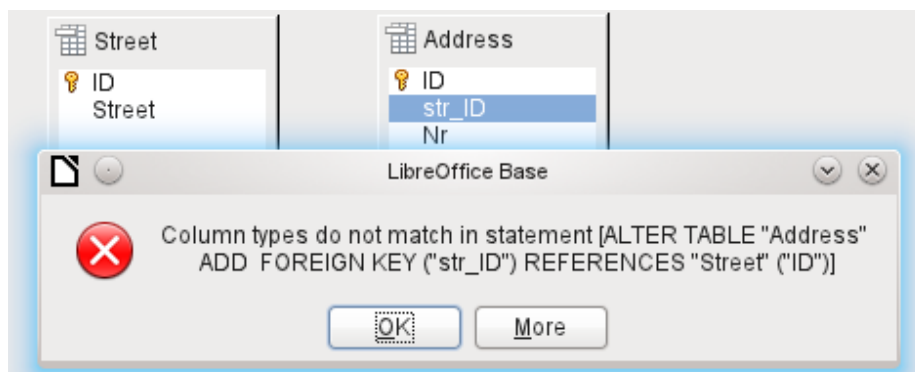 Street
Address
ID
Street
ID
str_ID
Nr
LibreOffice Base
Column types do not match in statement [ALTER TABLE "Address"
ADD  FOREIGN KEY ("str_ID") REFERENCES "Street" ("ID")]
OK
More